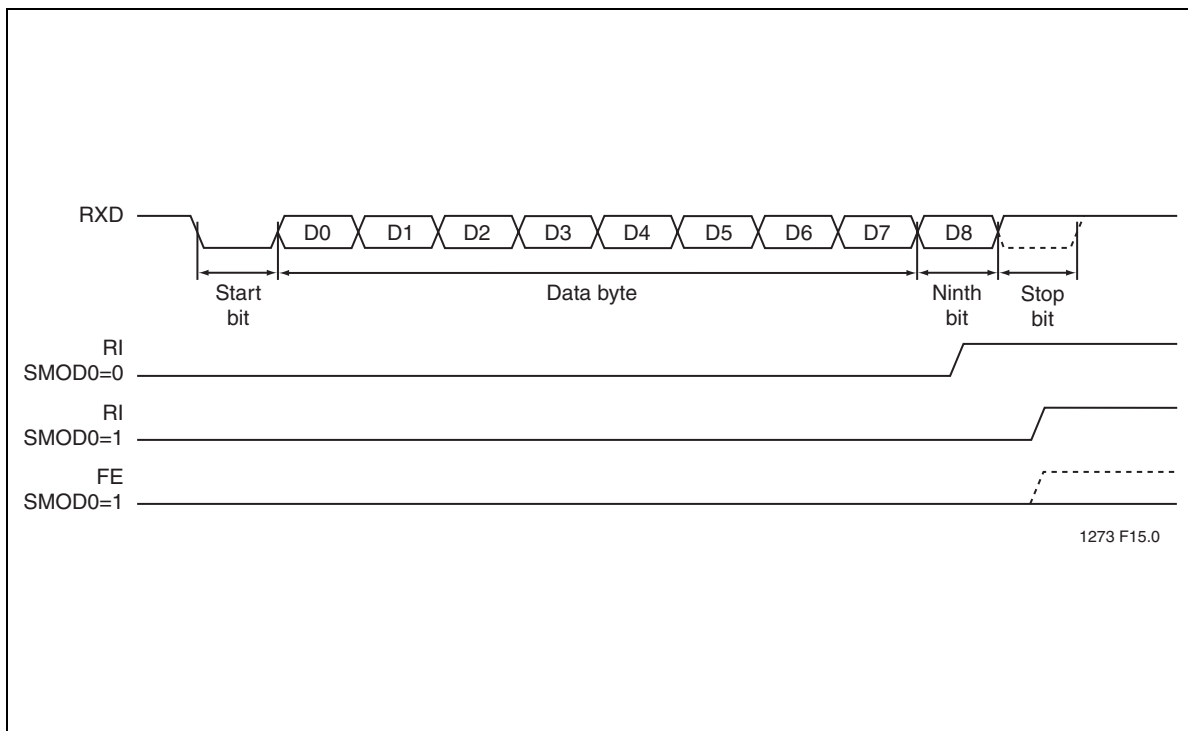 RXD
D0 D1 D2 D3 D4 D5 D6 D7 D8
Start
bit
Data byte
Ninth
bit
Stop
bit
RI
SMOD0=0
RI
SMOD0=1
FE
SMOD0=1
1273 F15.0